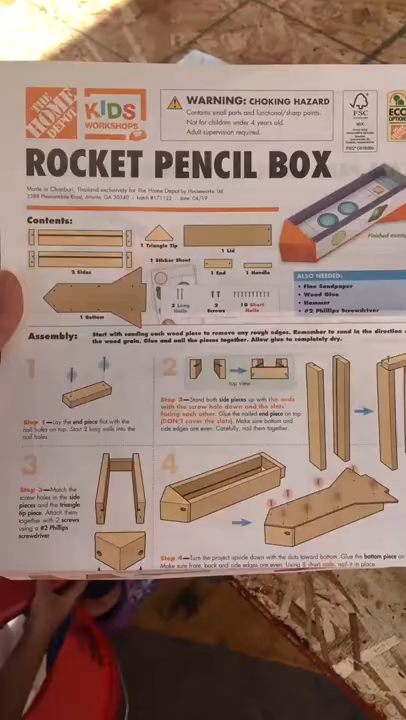 THE HOME DEPOT
KIDS WORKSHOPS
WARNING: CHOKING HAZARD
Contains small parts and functional/sharp points.
Not for children under 4 years old.
Adult supervision required.
FSC
ECO OPTIONS
ROCKET PENCIL BOX
Made in Chonburi, Thailand exclusively for The Home Depot by Houseworks Ltd
Atlanta, GA 30340 · batch #171122 · date 04/19
Finished
Contents:
1 Triangle Tip
1 Lid
1 Sticker Sheet
1 End
1 Handle
2 Sides
2 Long Nails
2 Screws
10 Short Nails
1 Bottom
ALSO NEEDED:
• Fine Sandpaper
• Wood Glue
• Hammer
• #2 Phillips Screwdriver
Assembly:
Start with sanding each wood piece to remove any rough edges. Remember to sand in the direction
the wood grain. Glue and nail the pieces together. Allow glue to completely dry.
1
Step 1—Lay the end piece flat with the
nail holes on top. Start 2 long nails into the
nail holes
2
top view
Step 2—Stand both side pieces up with the ends
with the screw hole down and the slots
facing each other. Glue the nailed end piece on top
(DON'T cover the slots). Make sure bottom and
side edges are even. Carefully, nail them together.
3
Step 3—Match the
screw holes in the side
pieces and the triangle
tip piece. Attach them
together with 2 screws
using a #2 Phillips
screwdriver
4
Step 4—Turn the project upside down with the slots toward bottom. Glue the bottom piece on
Make sure front, back and side edges are even. Using 8 short nails, nail it in place.